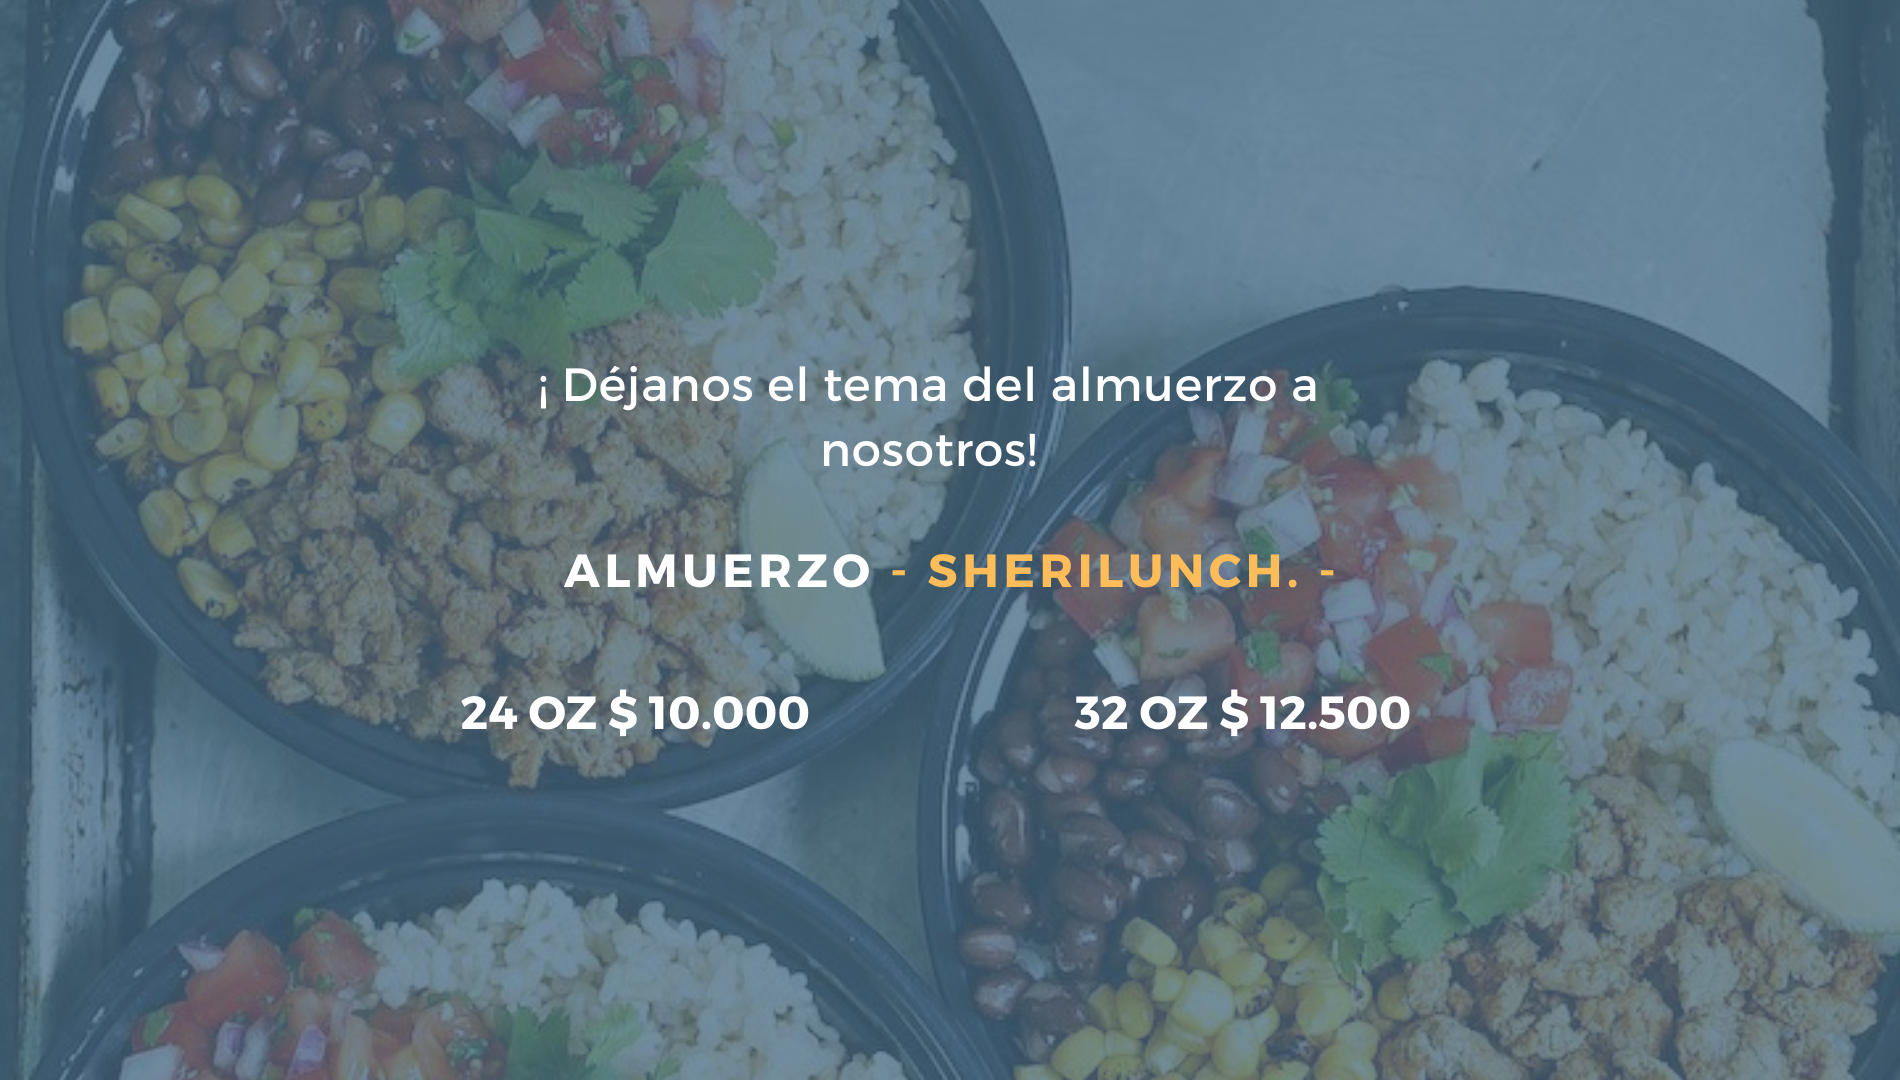 ¡ Déjanos el tema del almuerzo a
nosotros!
ALMUERZO - SHERILUNCH. -
24 OZ $ 10.000 32 OZ $ 12.500